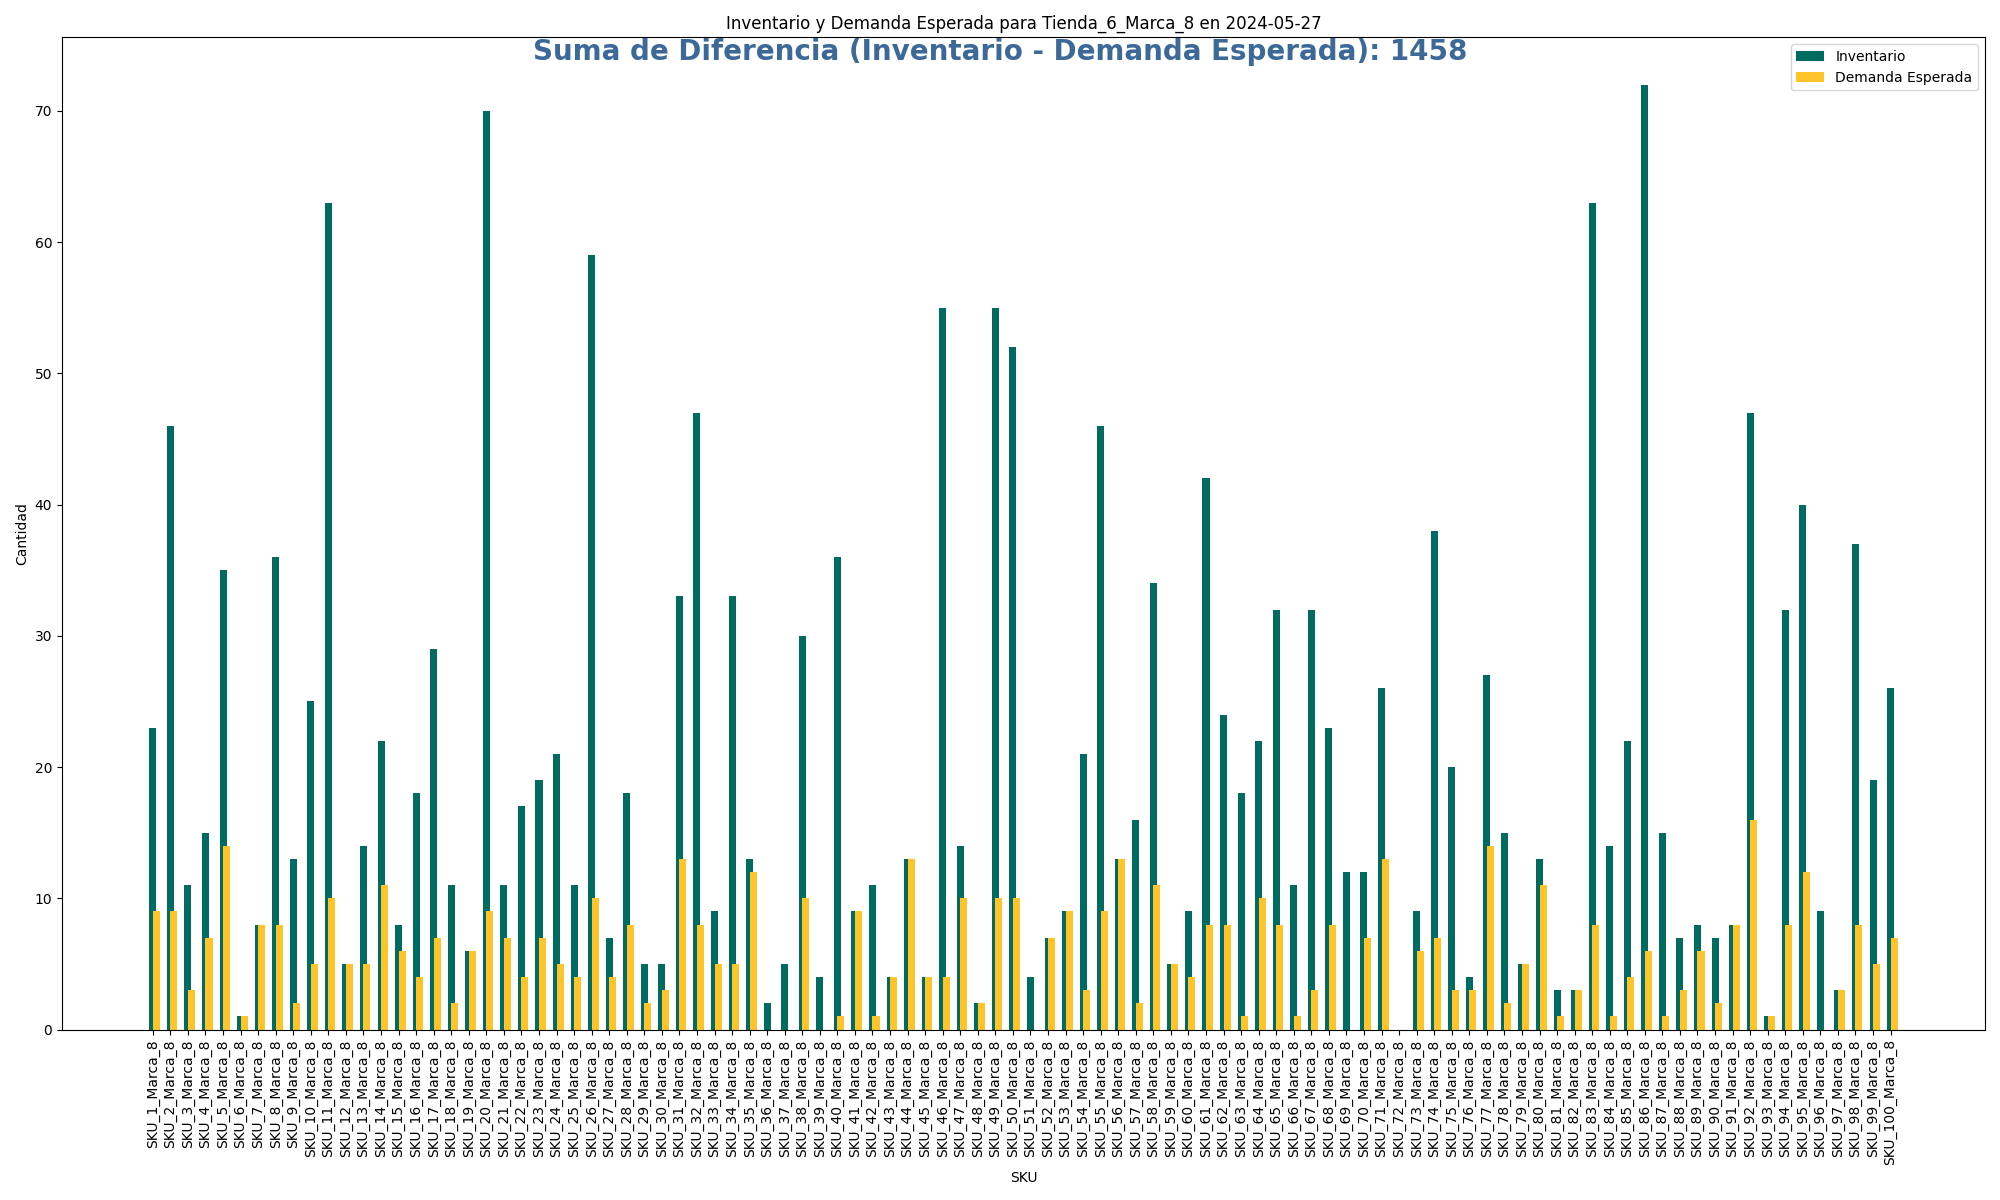 Inventario y Demanda Esperada para Tienda_6_Marca_8 en 2024-05-27
Suma de Diferencia (Inventario - Demanda Esperada): 1458
Inventario
Demanda Esperada
Cantidad
70
60
50
40
30
20
10
0
SKU_1_Marca_8
SKU_2_Marca_8
SKU_3_Marca_8
SKU_4_Marca_8
SKU_5_Marca_8
SKU_6_Marca_8
SKU_7_Marca_8
SKU_8_Marca_8
SKU_9_Marca_8
SKU_10_Marca_8
SKU_11_Marca_8
SKU_12_Marca_8
SKU_13_Marca_8
SKU_14_Marca_8
SKU_15_Marca_8
SKU_16_Marca_8
SKU_17_Marca_8
SKU_18_Marca_8
SKU_19_Marca_8
SKU_20_Marca_8
SKU_21_Marca_8
SKU_22_Marca_8
SKU_23_Marca_8
SKU_24_Marca_8
SKU_25_Marca_8
SKU_26_Marca_8
SKU_27_Marca_8
SKU_28_Marca_8
SKU_29_Marca_8
SKU_30_Marca_8
SKU_31_Marca_8
SKU_32_Marca_8
SKU_33_Marca_8
SKU_34_Marca_8
SKU_35_Marca_8
SKU_36_Marca_8
SKU_37_Marca_8
SKU_38_Marca_8
SKU_39_Marca_8
SKU_40_Marca_8
SKU_41_Marca_8
SKU_42_Marca_8
SKU_43_Marca_8
SKU_44_Marca_8
SKU_45_Marca_8
SKU_46_Marca_8
SKU_47_Marca_8
SKU_48_Marca_8
SKU_49_Marca_8
SKU_50_Marca_8
SKU_51_Marca_8
SKU_52_Marca_8
SKU_53_Marca_8
SKU_54_Marca_8
SKU_55_Marca_8
SKU_56_Marca_8
SKU_57_Marca_8
SKU_58_Marca_8
SKU_59_Marca_8
SKU_60_Marca_8
SKU_61_Marca_8
SKU_62_Marca_8
SKU_63_Marca_8
SKU_64_Marca_8
SKU_65_Marca_8
SKU_66_Marca_8
SKU_67_Marca_8
SKU_68_Marca_8
SKU_69_Marca_8
SKU_70_Marca_8
SKU_71_Marca_8
SKU_72_Marca_8
SKU_73_Marca_8
SKU_74_Marca_8
SKU_75_Marca_8
SKU_76_Marca_8
SKU_77_Marca_8
SKU_78_Marca_8
SKU_79_Marca_8
SKU_80_Marca_8
SKU_81_Marca_8
SKU_82_Marca_8
SKU_83_Marca_8
SKU_84_Marca_8
SKU_85_Marca_8
SKU_86_Marca_8
SKU_87_Marca_8
SKU_88_Marca_8
SKU_89_Marca_8
SKU_90_Marca_8
SKU_91_Marca_8
SKU_92_Marca_8
SKU_93_Marca_8
SKU_94_Marca_8
SKU_95_Marca_8
SKU_96_Marca_8
SKU_97_Marca_8
SKU_98_Marca_8
SKU_99_Marca_8
SKU_100_Marca_8
SKU